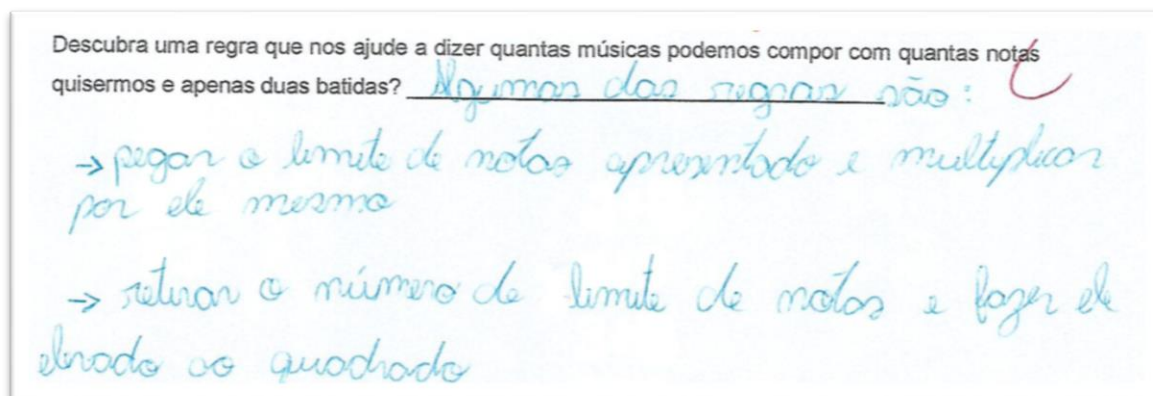 Descubra uma regra que nos ajude a dizer quantas músicas podemos compor com quantas notas
quisermos e apenas duas batidas? Algumas das regras são:
→ pegar o limite de notas apresentado e multiplicar
por ele mesmo
→ retirar o número de limite de notas e fazer ele
elevado ao quadrado